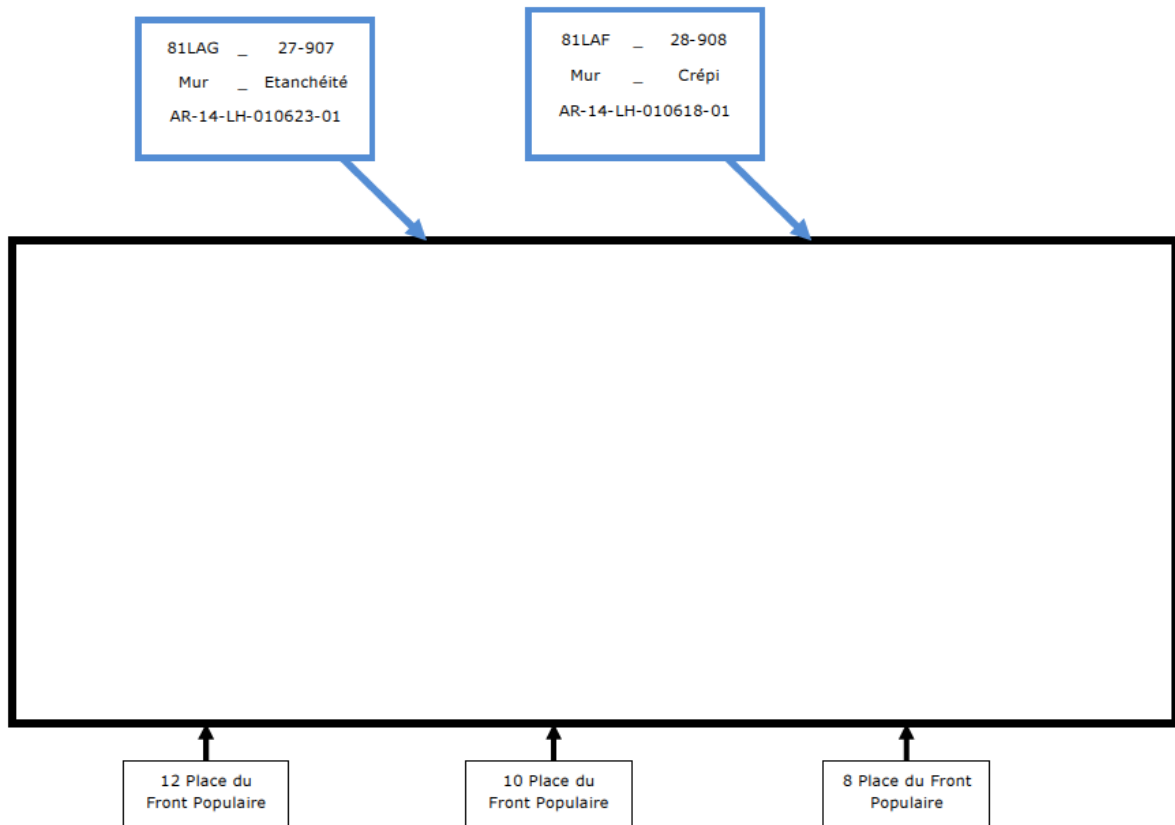 81LAG _ 27-907
Mur _ Etanchéité
AR-14-LH-010623-01
81LAF _ 28-908
Mur _ Crépi
AR-14-LH-010618-01
12 Place du
Front Populaire
10 Place du
Front Populaire
8 Place du Front
Populaire